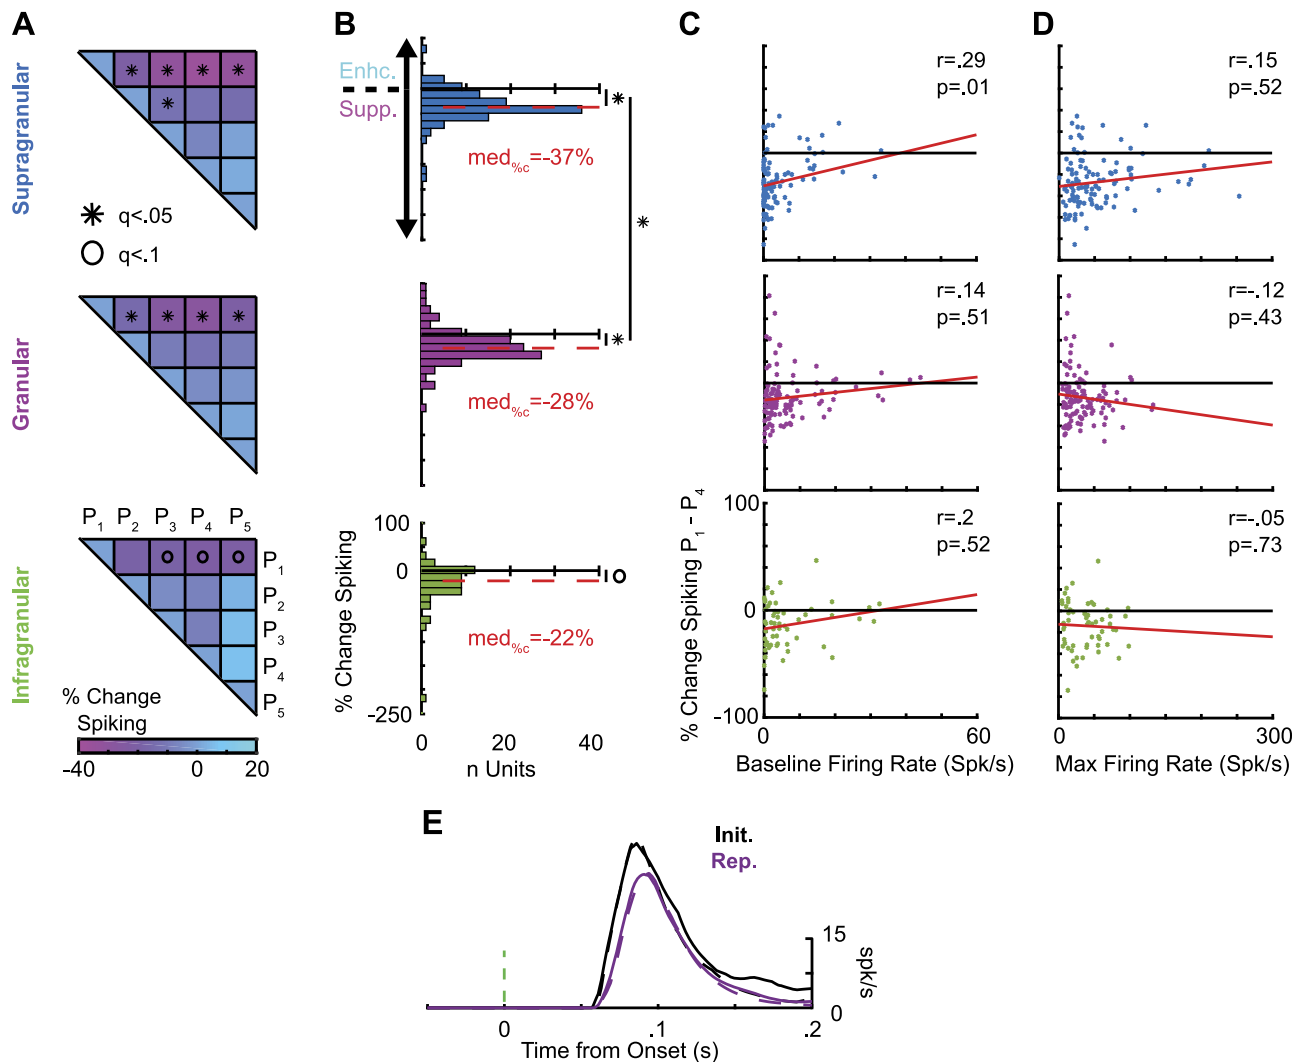 A
B
C
D
Supragranular
Enhc.
Supp.
med%c=-37%
*
*
r=.29
p=.01
r=.15
p=.52
* * * *
*
* q<.05
O q<.1
Granular
* * * *
*
med%c=-28%
r=.14
p=.51
r=-.12
p=.43
Infragranular
P1 P2 P3 P4 P5
O O O
P1
P2
P3
P4
P5
% Change
Spiking
-40 0 20
% Change Spiking
100
0
-250
O
med%c=-22%
0 20 40
n Units
% Change Spiking P1 - P4
100
0
-100
r=.2
p=.52
0 60
Baseline Firing Rate (Spk/s)
r=-.05
p=.73
0 300
Max Firing Rate (Spk/s)
E
Init.
Rep.
15
0
spk/s
0 .1 .2
Time from Onset (s)